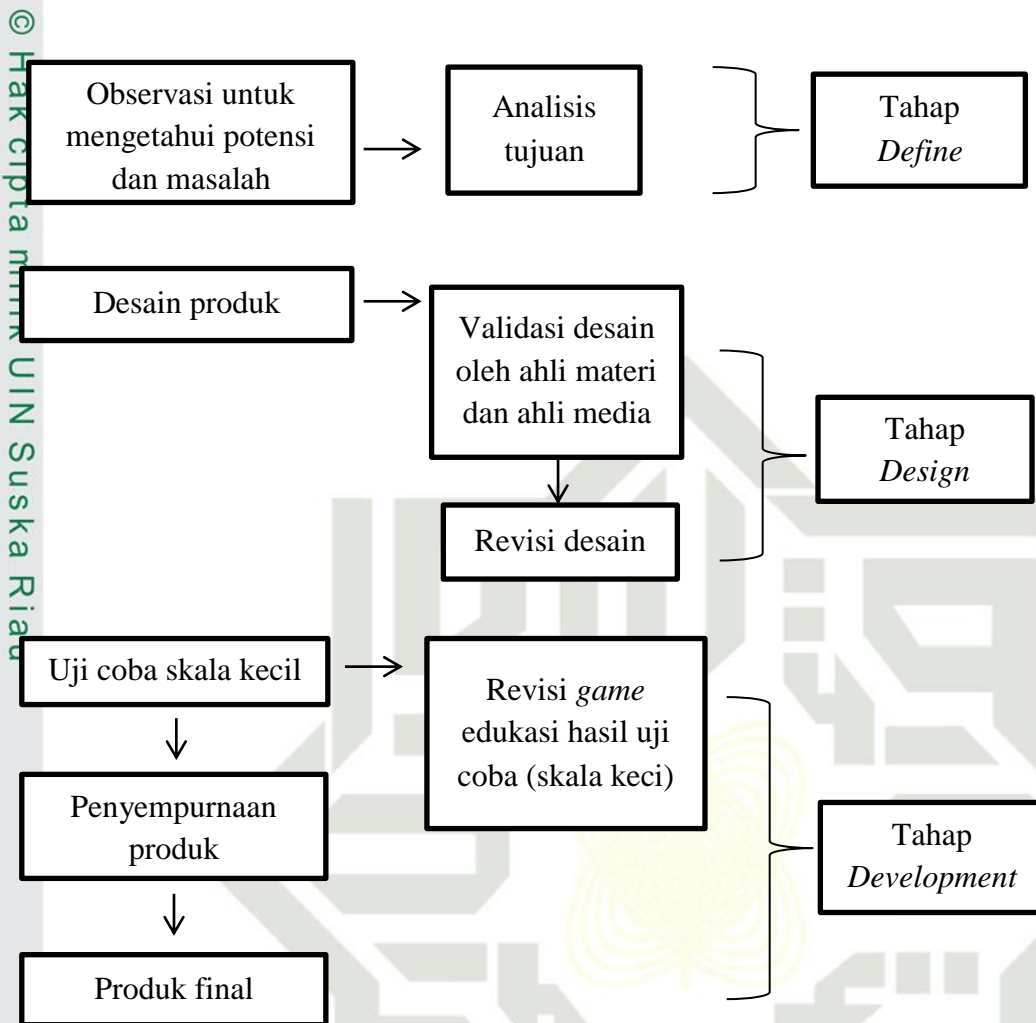 © Hak cipta milik UIN Suska Riau
Observasi untuk
mengetahui potensi
dan masalah
Analisis
tujuan
Tahap
Define
Desain produk
Validasi desain
oleh ahli materi
dan ahli media
Revisi desain
Tahap
Design
Uji coba skala kecil
Revisi game
edukasi hasil uji
coba (skala keci)
Penyempurnaan
produk
Produk final
Tahap
Development